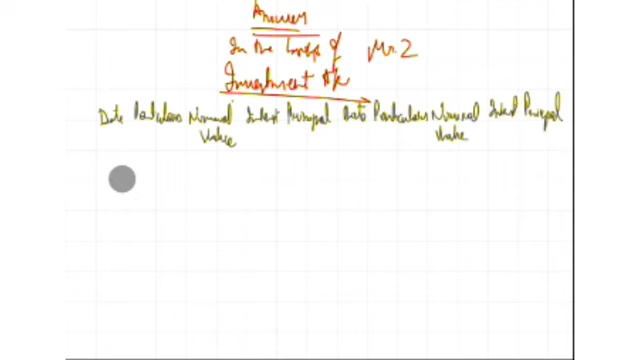 Answer
In the books of Mr. Z
Investment A/c
Date Particulars Nominal Interest Principal Date Particulars Nominal Interest Principal
Value Value